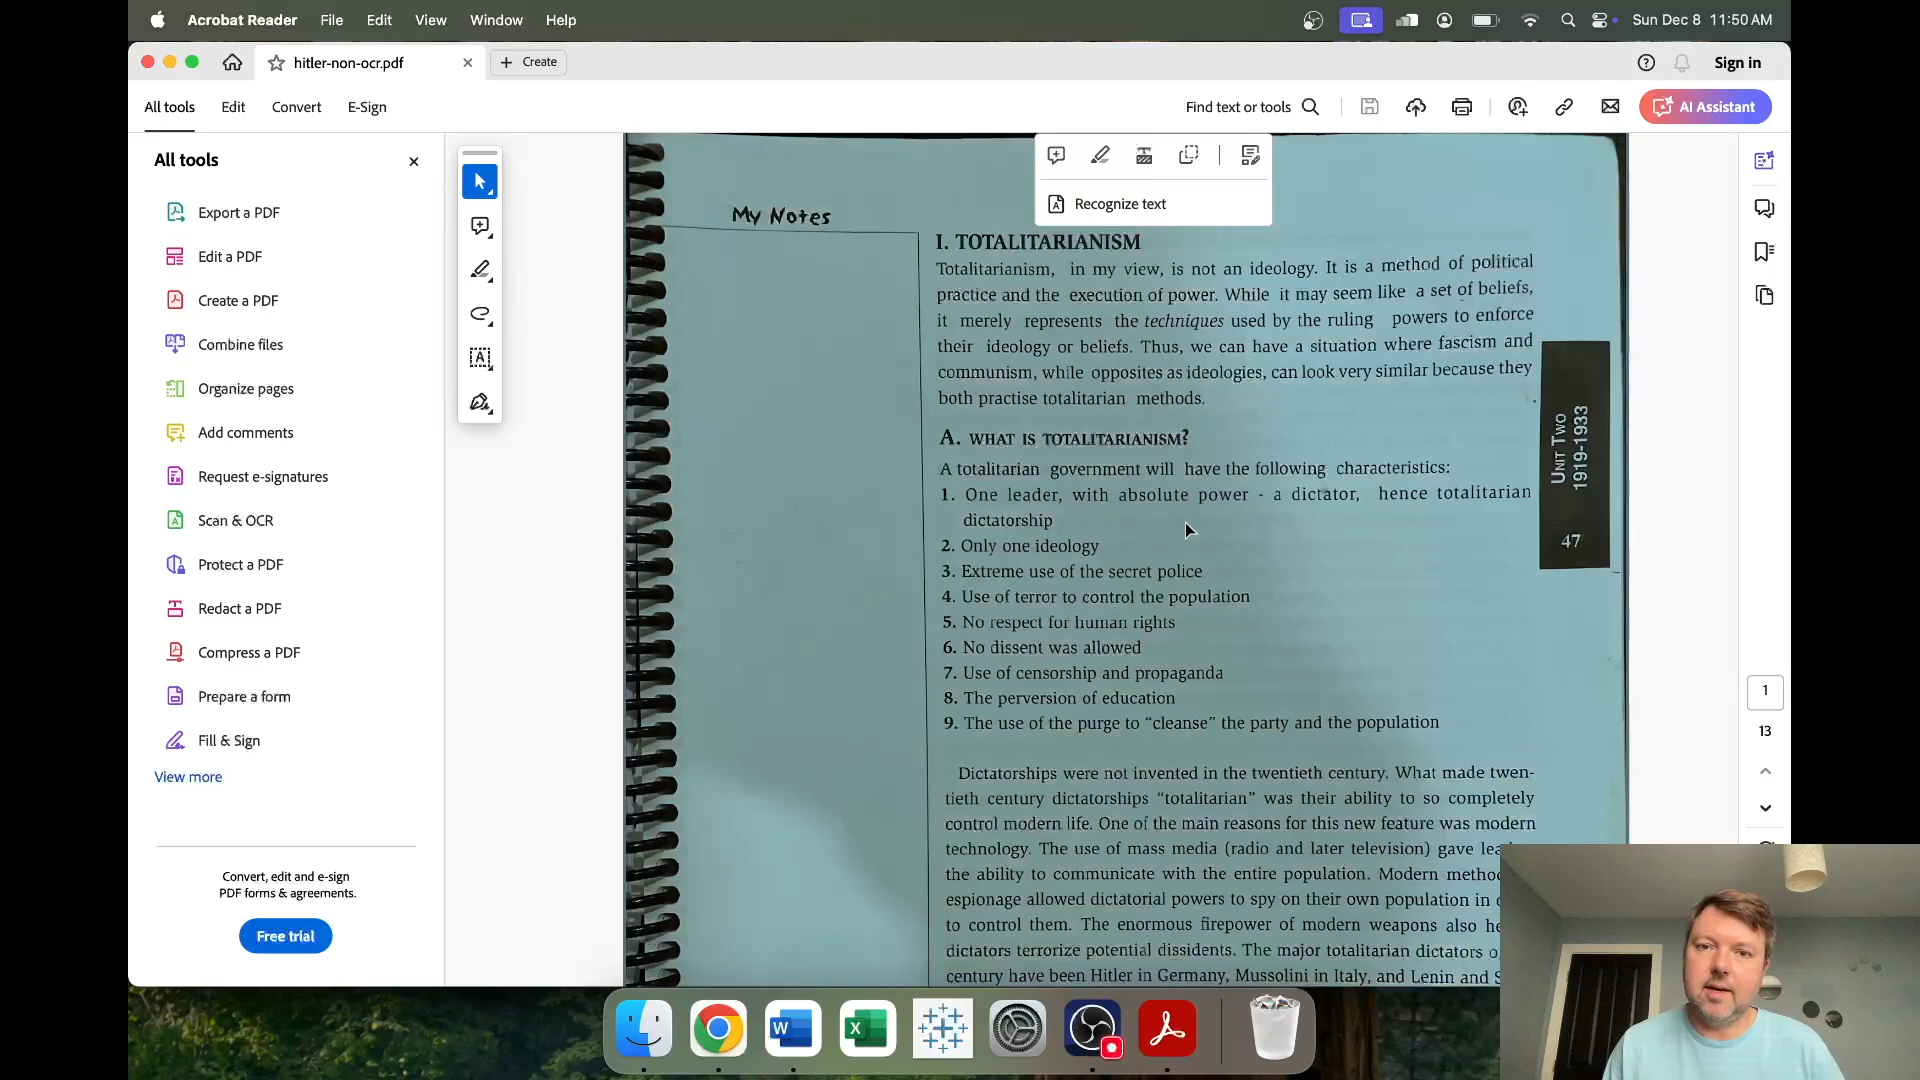 Acrobat Reader File Edit View Window Help
Sun Dec 8 11:50 AM
hitler-non-ocr.pdf
Create
Sign in
All tools Edit Convert E-Sign
Find text or tools
AI Assistant
All tools
Export a PDF
Edit a PDF
Create a PDF
Combine files
Organize pages
Add comments
Request e-signatures
Scan & OCR
Protect a PDF
Redact a PDF
Compress a PDF
Prepare a form
Fill & Sign
View more
Convert, edit and e-sign
PDF forms & agreements.
Free trial
Recognize text
My Notes
I. TOTALITARIANISM
Totalitarianism, in my view, is not an ideology. It is a method of political
practice and the execution of power. While it may seem like a set of beliefs,
it merely represents the techniques used by the ruling powers to enforce
their ideology or beliefs. Thus, we can have a situation where fascism and
communism, while opposites as ideologies, can look very similar because they
both practise totalitarian methods.
A. WHAT IS TOTALITARIANISM?
A totalitarian government will have the following characteristics:
1. One leader, with absolute power - a dictator, hence totalitarian
dictatorship
2. Only one ideology
3. Extreme use of the secret police
4. Use of terror to control the population
5. No respect for human rights
6. No dissent was allowed
7. Use of censorship and propaganda
8. The perversion of education
9. The use of the purge to “cleanse” the party and the population
Dictatorships were not invented in the twentieth century. What made twen-
tieth century dictatorships “totalitarian” was their ability to so completely
control modern life. One of the main reasons for this new feature was modern
technology. The use of mass media (radio and later television) gave
the ability to communicate with the entire population. Modern
espionage allowed dictatorial powers to spy on their own population in
to control them. The enormous firepower of modern weapons also
dictators terrorize potential dissidents. The major totalitarian dictators
century have been Hitler in Germany, Mussolini in Italy, and Lenin and
UNIT TWO
1919-1933
47
1
13